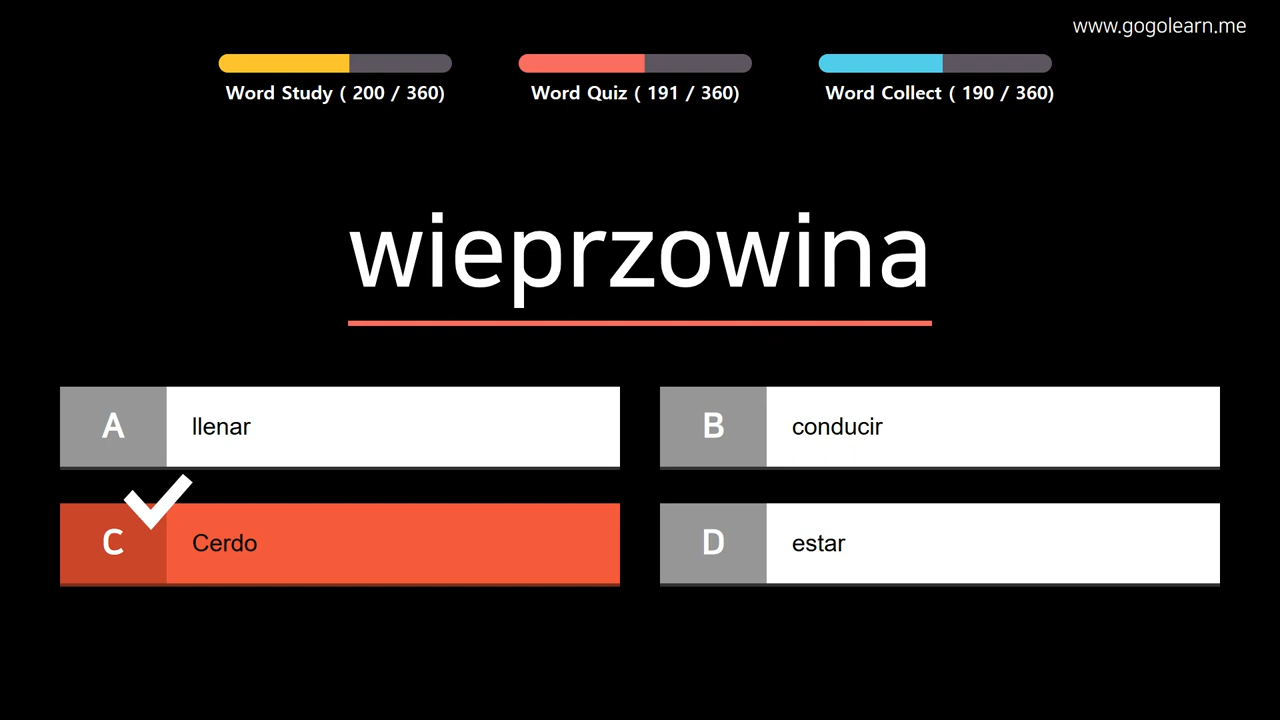 www.gogolearn.me
Word Study ( 200 / 360)
Word Quiz ( 191 / 360)
Word Collect ( 190 / 360)
wieprzowina
A
llenar
B
conducir
C
Cerdo
D
estar